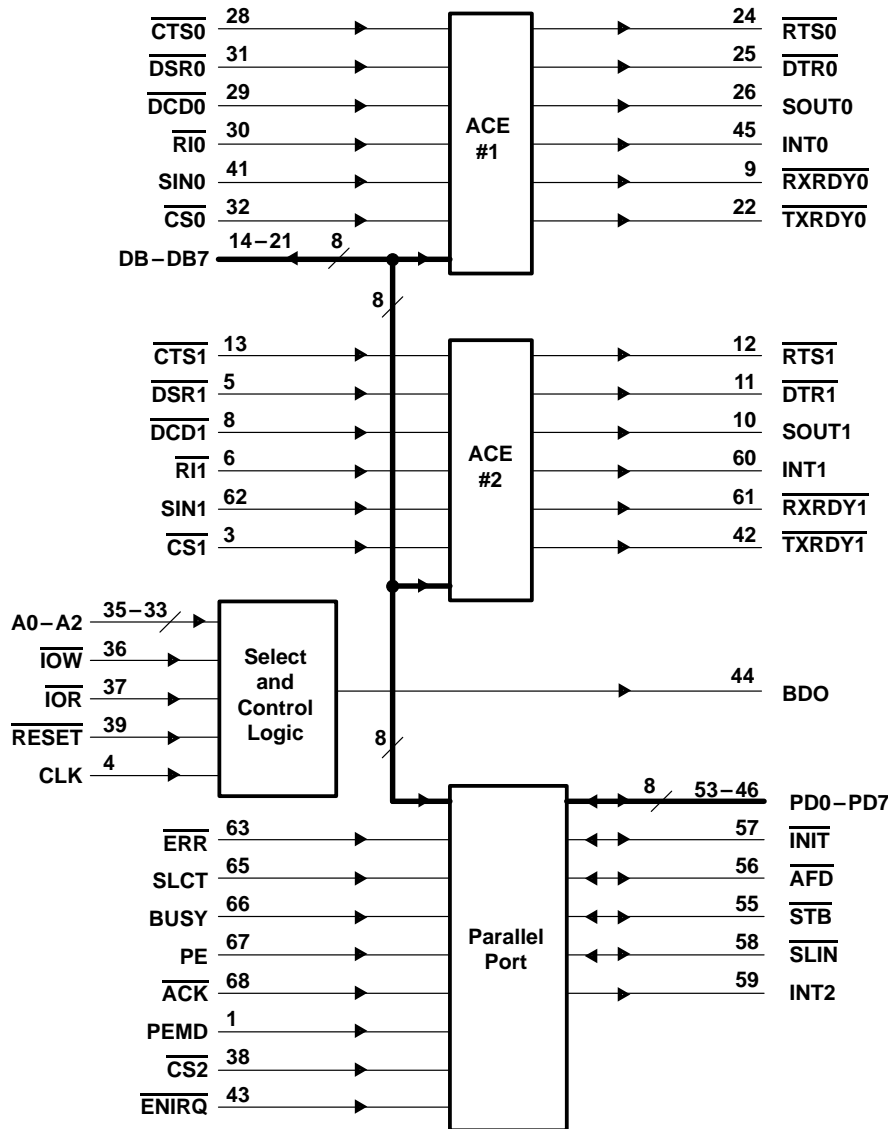 CTS0 28 24 RTS0
DSR0 31 25 DTR0
DCD0 29 26 SOUT0
ACE
#1
RI0 30 45 INT0
SIN0 41 9 RXRDY0
CS0 32 22 TXRDY0
DB–DB7 14–21 8
8
CTS1 13 12 RTS1
DSR1 5 11 DTR1
DCD1 8 10 SOUT1
ACE
#2
RI1 6 60 INT1
SIN1 62 61 RXRDY1
CS1 3 42 TXRDY1
A0–A2 35–33
IOW 36
IOR 37
RESET 39
CLK 4
Select
and
Control
Logic
44 BDO
8
8 53–46 PD0–PD7
ERR 63 57 INIT
SLCT 65 56 AFD
BUSY 66 55 STB
Parallel
Port
PE 67 58 SLIN
ACK 68 59 INT2
PEMD 1
CS2 38
ENIRQ 43